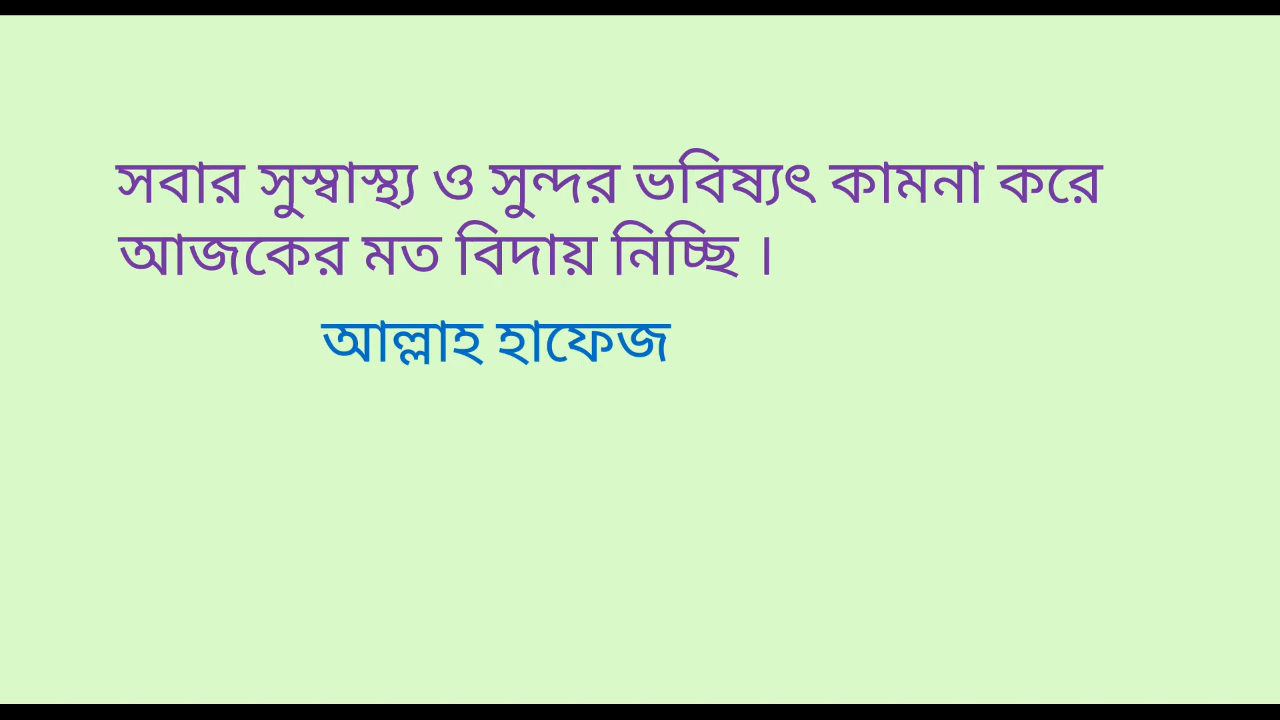 সবার সুস্বাস্থ্য ও সুন্দর ভবিষ্যৎ কামনা করে
আজকের মত বিদায় নিচ্ছি ।
আল্লাহ হাফেজ